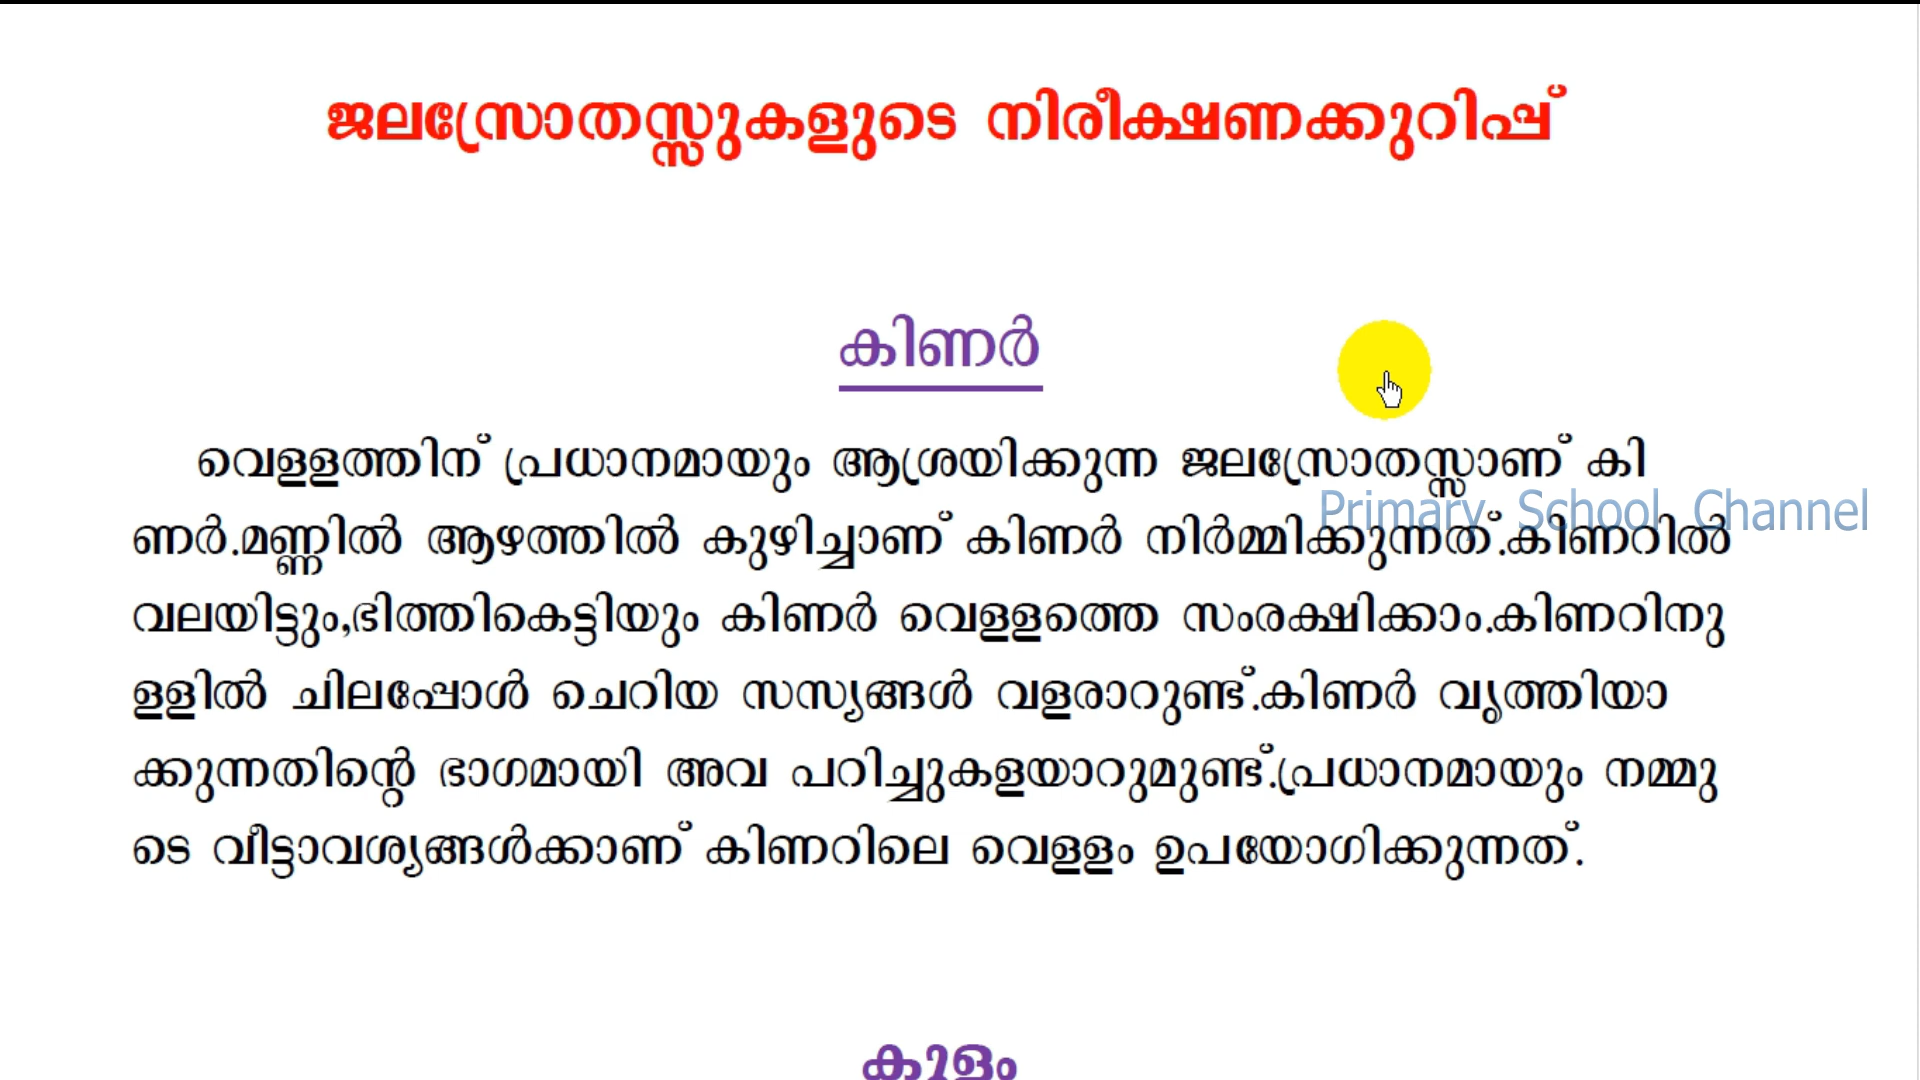 ജലസ്രോതസ്സുകളുടെ നിരീക്ഷണക്കുറിപ്പ്
കിണർ
വെള്ളത്തിന് പ്രധാനമായും ആശ്രയിക്കുന്ന ജലസ്രോതസ്സാണ് കി
Primary School Channel
ണർ.മണ്ണിൽ ആഴത്തിൽ കുഴിച്ചാണ് കിണർ നിർമ്മിക്കുന്നത്.കിണറിൽ
വലയിട്ടും,ഭിത്തികെട്ടിയും കിണർ വെള്ളത്തെ സംരക്ഷിക്കാം.കിണറിനു
ള്ളിൽ ചിലപ്പോൾ ചെറിയ സസ്യങ്ങൾ വളരാറുണ്ട്.കിണർ വൃത്തിയാ
ക്കുന്നതിന്റെ ഭാഗമായി അവ പറിച്ചുകളയാറുമുണ്ട്.പ്രധാനമായും നമ്മു
ടെ വീട്ടാവശ്യങ്ങൾക്കാണ് കിണറിലെ വെള്ളം ഉപയോഗിക്കുന്നത്.
കുളം